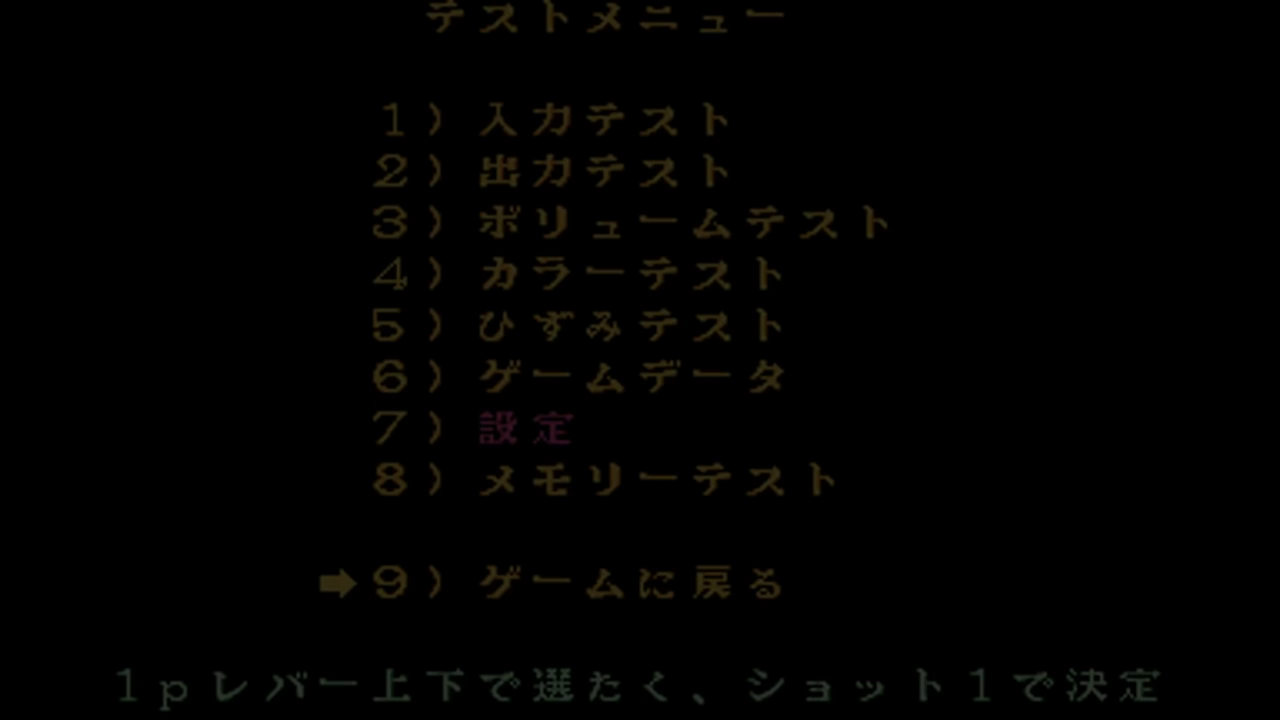 テストメニュー
1）入力テスト
2）出力テスト
3）ボリュームテスト
4）カラーテスト
5）ひずみテスト
6）ゲームデータ
7）設定
8）メモリーテスト
➡9）ゲームに戻る
1pレバー上下で選たく、ショット1で決定